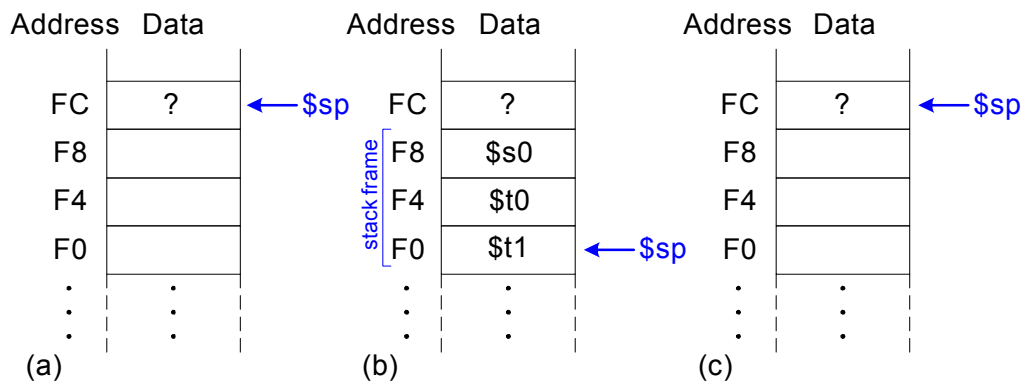 Address Data
FC ? $sp
F8
F4
F0
. .
. .
. .
(a)
Address Data
FC ?
F8 $s0
F4 $t0
F0 $t1 $sp
stack frame
. .
. .
. .
(b)
Address Data
FC ? $sp
F8
F4
F0
. .
. .
. .
(c)